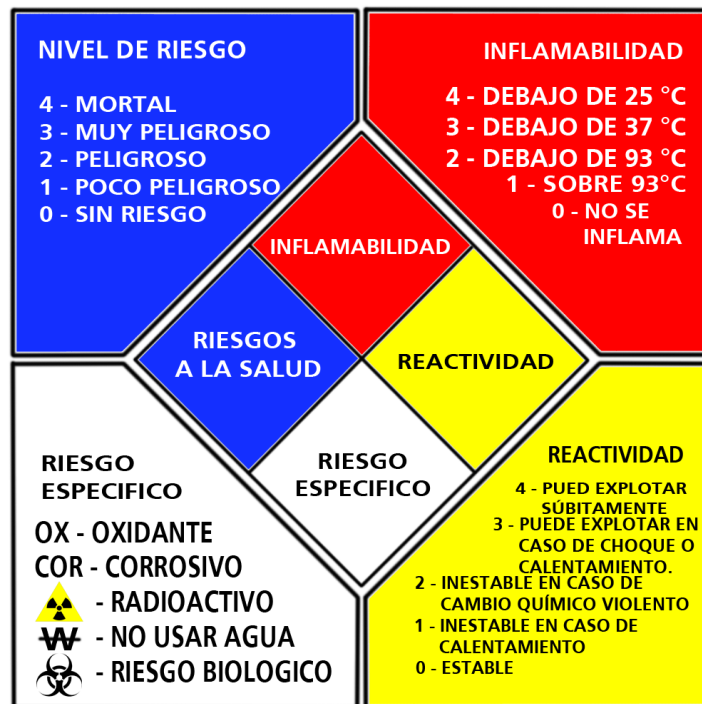 NIVEL DE RIESGO
4 - MORTAL
3 - MUY PELIGROSO
2 - PELIGROSO
1 - POCO PELIGROSO
0 - SIN RIESGO
INFLAMABILIDAD
4 - DEBAJO DE 25 °C
3 - DEBAJO DE 37 °C
2 - DEBAJO DE 93 °C
1 - SOBRE 93°C
0 - NO SE
INFLAMA
INFLAMABILIDAD
RIESGOS
A LA SALUD
REACTIVIDAD
RIESGO
ESPECIFICO
RIESGO
ESPECIFICO
OX - OXIDANTE
COR - CORROSIVO
- RADIOACTIVO
W - NO USAR AGUA
- RIESGO BIOLOGICO
REACTIVIDAD
4 - PUED EXPLOTAR
SÚBITAMENTE
3 - PUEDE EXPLOTAR EN
CASO DE CHOQUE O
CALENTAMIENTO.
2 - INESTABLE EN CASO DE
CAMBIO QUÍMICO VIOLENTO
1 - INESTABLE EN CASO DE
CALENTAMIENTO
0 - ESTABLE